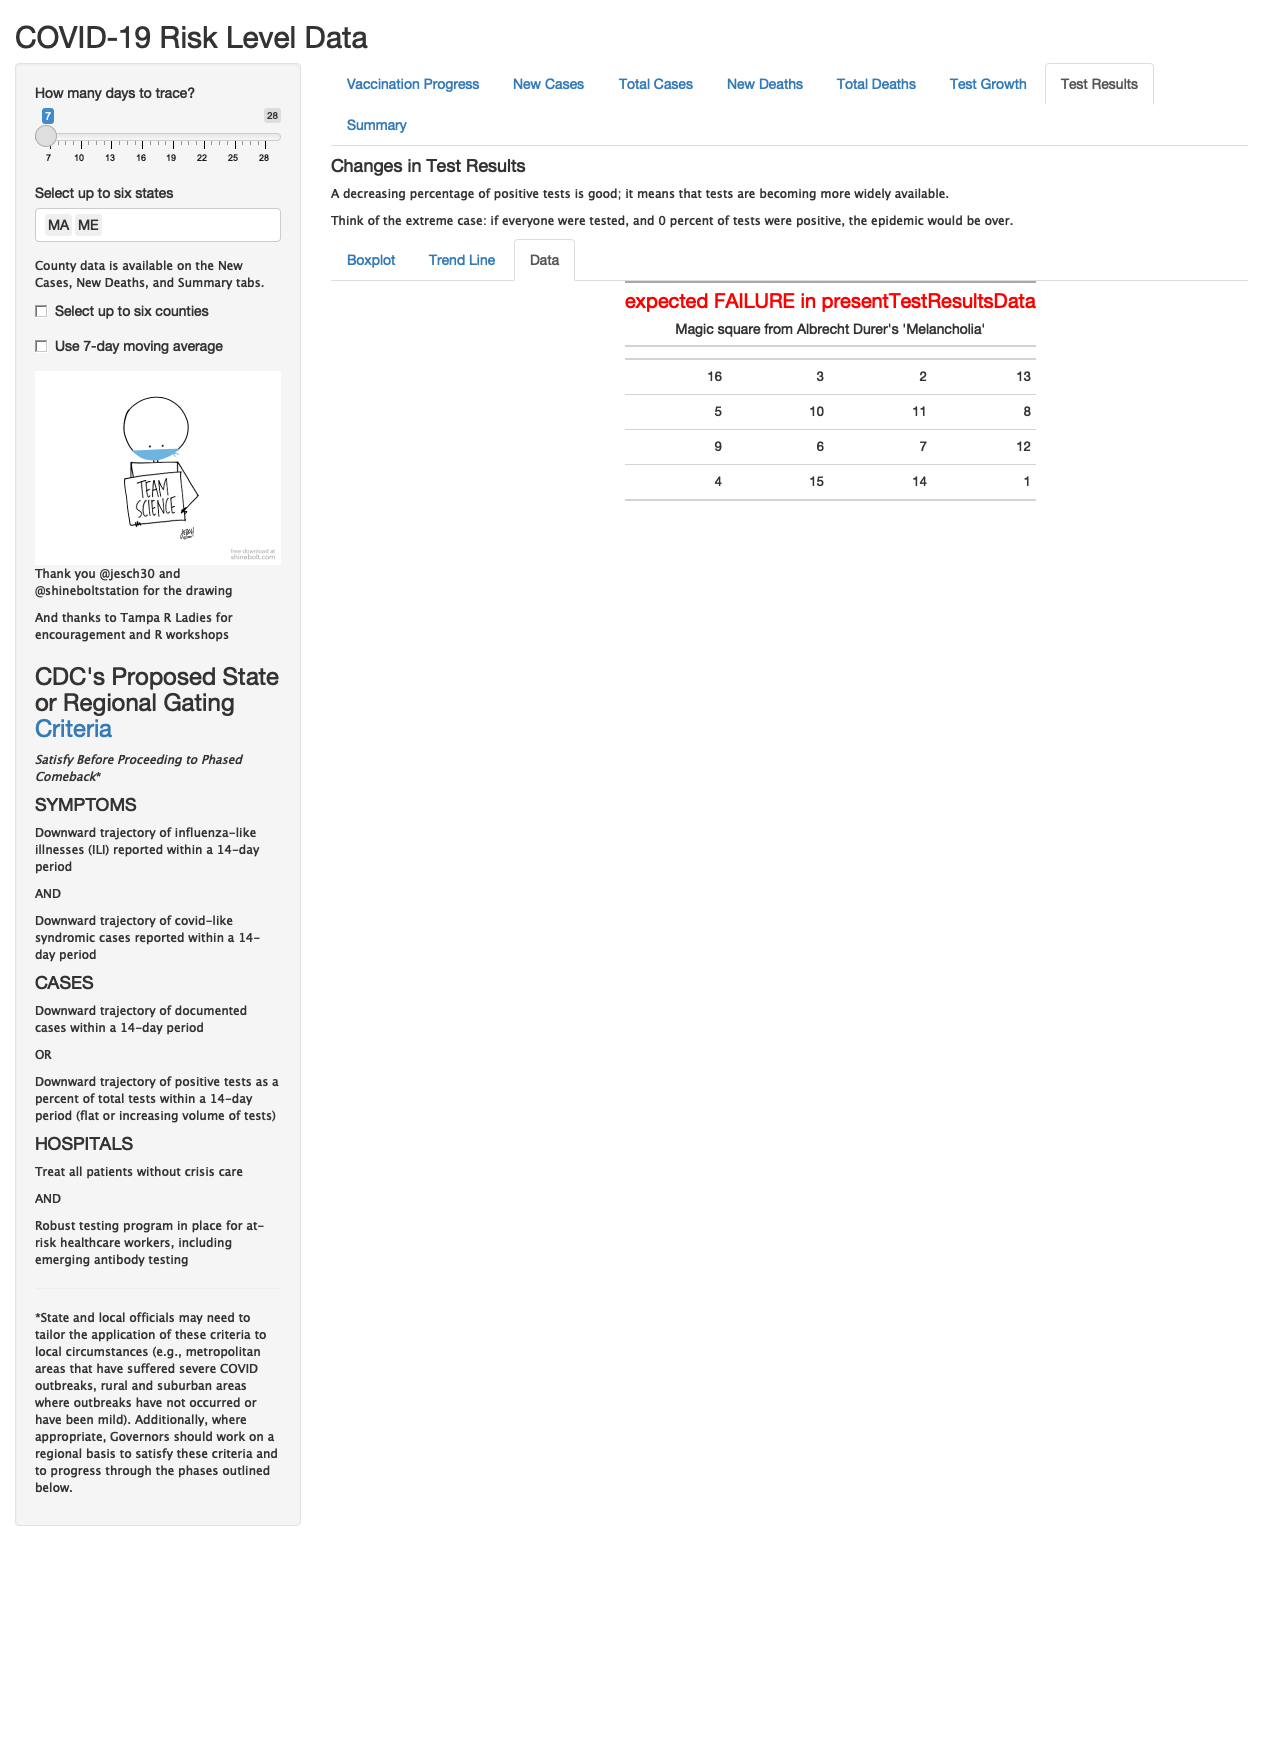 COVID-19 Risk Level Data
How many days to trace?
7 28
7 10 13 16 19 22 25 28
Select up to six states
MA ME
County data is available on the New
Cases, New Deaths, and Summary tabs.
Select up to six counties
Use 7-day moving average
TEAM
SCIENCE
free download at
shinebolt.com
Thank you @jesch30 and
@shineboltstation for the drawing
And thanks to Tampa R Ladies for
encouragement and R workshops
CDC's Proposed State
or Regional Gating
Criteria
Satisfy Before Proceeding to Phased
Comeback*
SYMPTOMS
Downward trajectory of influenza-like
illnesses (ILI) reported within a 14-day
period
AND
Downward trajectory of covid-like
syndromic cases reported within a 14-
day period
CASES
Downward trajectory of documented
cases within a 14-day period
OR
Downward trajectory of positive tests as a
percent of total tests within a 14-day
period (flat or increasing volume of tests)
HOSPITALS
Treat all patients without crisis care
AND
Robust testing program in place for at-
risk healthcare workers, including
emerging antibody testing
*State and local officials may need to
tailor the application of these criteria to
local circumstances (e.g., metropolitan
areas that have suffered severe COVID
outbreaks, rural and suburban areas
where outbreaks have not occurred or
have been mild). Additionally, where
appropriate, Governors should work on a
regional basis to satisfy these criteria and
to progress through the phases outlined
below.
Vaccination Progress New Cases Total Cases New Deaths Total Deaths Test Growth Test Results
Summary
Changes in Test Results
A decreasing percentage of positive tests is good; it means that tests are becoming more widely available.
Think of the extreme case: if everyone were tested, and 0 percent of tests were positive, the epidemic would be over.
Boxplot Trend Line Data
expected FAILURE in presentTestResultsData
Magic square from Albrecht Durer's 'Melancholia'
16 3 2 13
5 10 11 8
9 6 7 12
4 15 14 1